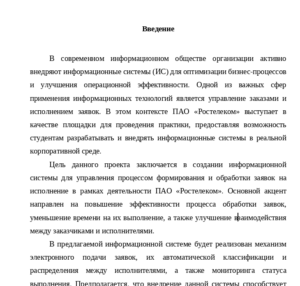 Введение
В современном информационном обществе организации активно
внедряют информационные системы (ИС) для оптимизации бизнес-процессов
и улучшения операционной эффективности. Одной из важных сфер
применения информационных технологий является управление заказами и
исполнением заявок. В этом контексте ПАО «Ростелеком» выступает в
качестве площадки для проведения практики, предоставляя возможность
студентам разрабатывать и внедрять информационные системы в реальной
корпоративной среде.
Цель данного проекта заключается в создании информационной
системы для управления процессом формирования и обработки заявок на
исполнение в рамках деятельности ПАО «Ростелеком». Основной акцент
направлен на повышение эффективности процесса обработки заявок,
уменьшение времени на их выполнение, а также улучшение взаимодействия
между заказчиками и исполнителями.
В предлагаемой информационной системе будет реализован механизм
электронного подачи заявок, их автоматической классификации и
распределения между исполнителями, а также мониторинга статуса
выполнения. Предполагается, что внедрение данной системы способствует